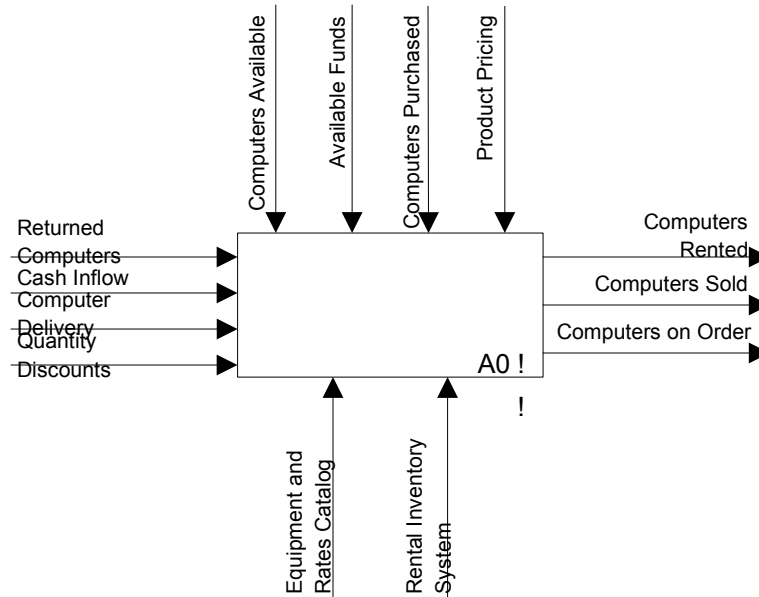 Computers Available
Available Funds
Computers Purchased
Product Pricing
Returned
Computers
Cash Inflow
Computer
Delivery
Quantity
Discounts
Computers
Rented
Computers Sold
Computers on Order
A0 !
!
Equipment and
Rates Catalog
Rental Inventory
System